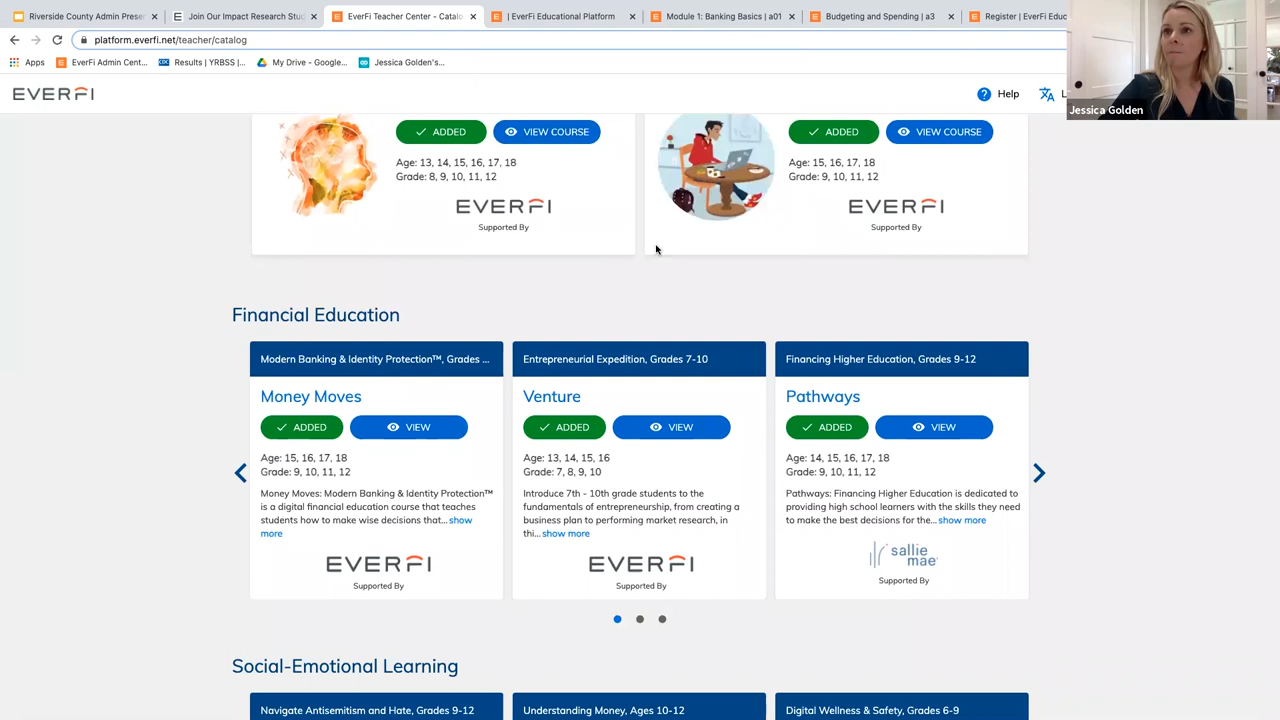 Riverside County Admin Prese
Join Our Impact Research Stu
EverFi Teacher Center - Catalo
| EverFi Educational Platform
Module 1: Banking Basics | a01
Budgeting and Spending | a3
Register | EverFi Educ
platform.everfi.net/teacher/catalog
Apps
EverFi Admin Cent...
Results | YRBSS |...
My Drive - Google...
Jessica Golden's...
Jessica Golden
EVERFI
Help
L
ADDED
VIEW COURSE
Age: 13, 14, 15, 16, 17, 18
Grade: 8, 9, 10, 11, 12
EVERFI
Supported By
ADDED
VIEW COURSE
Age: 15, 16, 17, 18
Grade: 9, 10, 11, 12
EVERFI
Supported By
Financial Education
Modern Banking & Identity Protection™, Grades ...
Money Moves
ADDED
VIEW
Age: 15, 16, 17, 18
Grade: 9, 10, 11, 12
Money Moves: Modern Banking & Identity Protection™
is a digital financial education course that teaches
students how to make wise decisions that... show
more
EVERFI
Supported By
Entrepreneurial Expedition, Grades 7-10
Venture
ADDED
VIEW
Age: 13, 14, 15, 16
Grade: 7, 8, 9, 10
Introduce 7th - 10th grade students to the
fundamentals of entrepreneurship, from creating a
business plan to performing market research, in
thi... show more
EVERFI
Supported By
Financing Higher Education, Grades 9-12
Pathways
ADDED
VIEW
Age: 14, 15, 16, 17, 18
Grade: 9, 10, 11, 12
Pathways: Financing Higher Education is dedicated to
providing high school learners with the skills they need
to make the best decisions for the... show more
sallie
mae
Supported By
Social-Emotional Learning
Navigate Antisemitism and Hate, Grades 9-12
Understanding Money, Ages 10-12
Digital Wellness & Safety, Grades 6-9